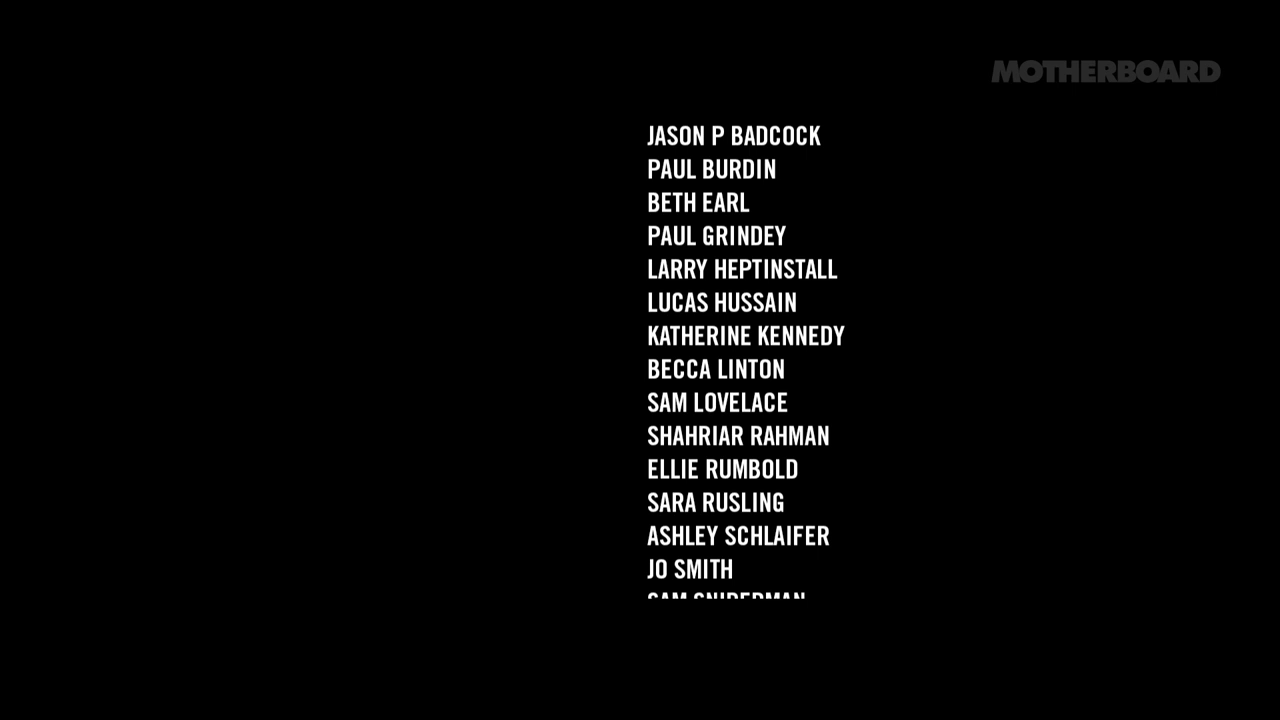 MOTHERBOARD
JASON P BADCOCK
PAUL BURDIN
BETH EARL
PAUL GRINDEY
LARRY HEPTINSTALL
LUCAS HUSSAIN
KATHERINE KENNEDY
BECCA LINTON
SAM LOVELACE
SHAHRIAR RAHMAN
ELLIE RUMBOLD
SARA RUSLING
ASHLEY SCHLAIFER
JO SMITH
SAM